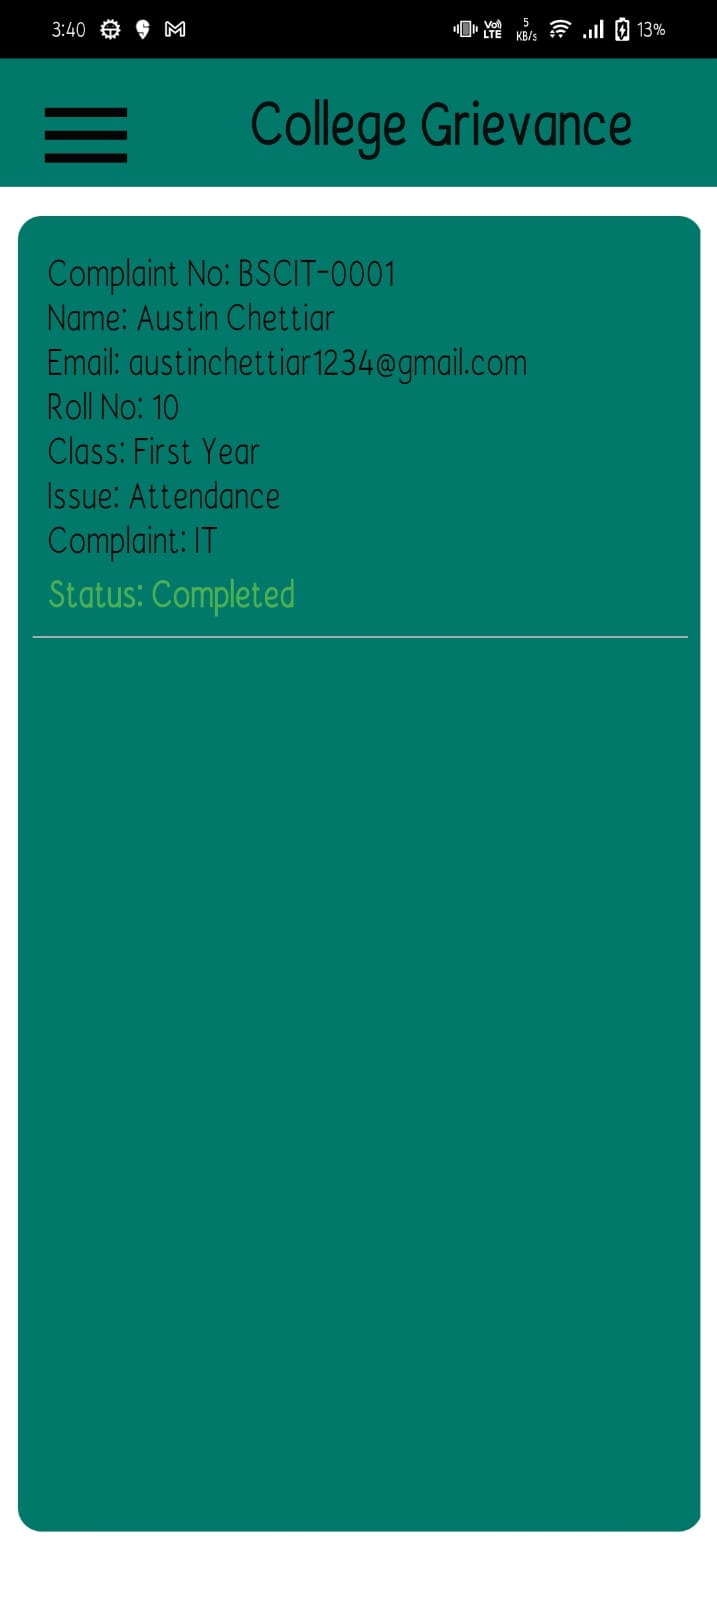 3:40
Vo))
LTE
5
KB/s
13%
College Grievance
Complaint No: BSCIT-0001
Name: Austin Chettiar
Email: austinchettiar1234@gmail.com
Roll No: 10
Class: First Year
Issue: Attendance
Complaint: IT
Status: Completed